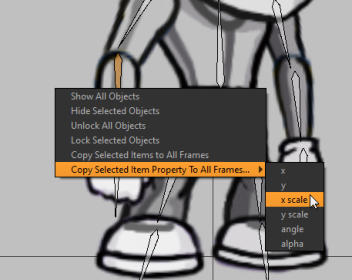 Show All Objects
Hide Selected Objects
Unlock All Objects
Lock Selected Objects
Copy Selected Items to All Frames
Copy Selected Item Property To All Frames...
x
y
x scale
y scale
angle
alpha